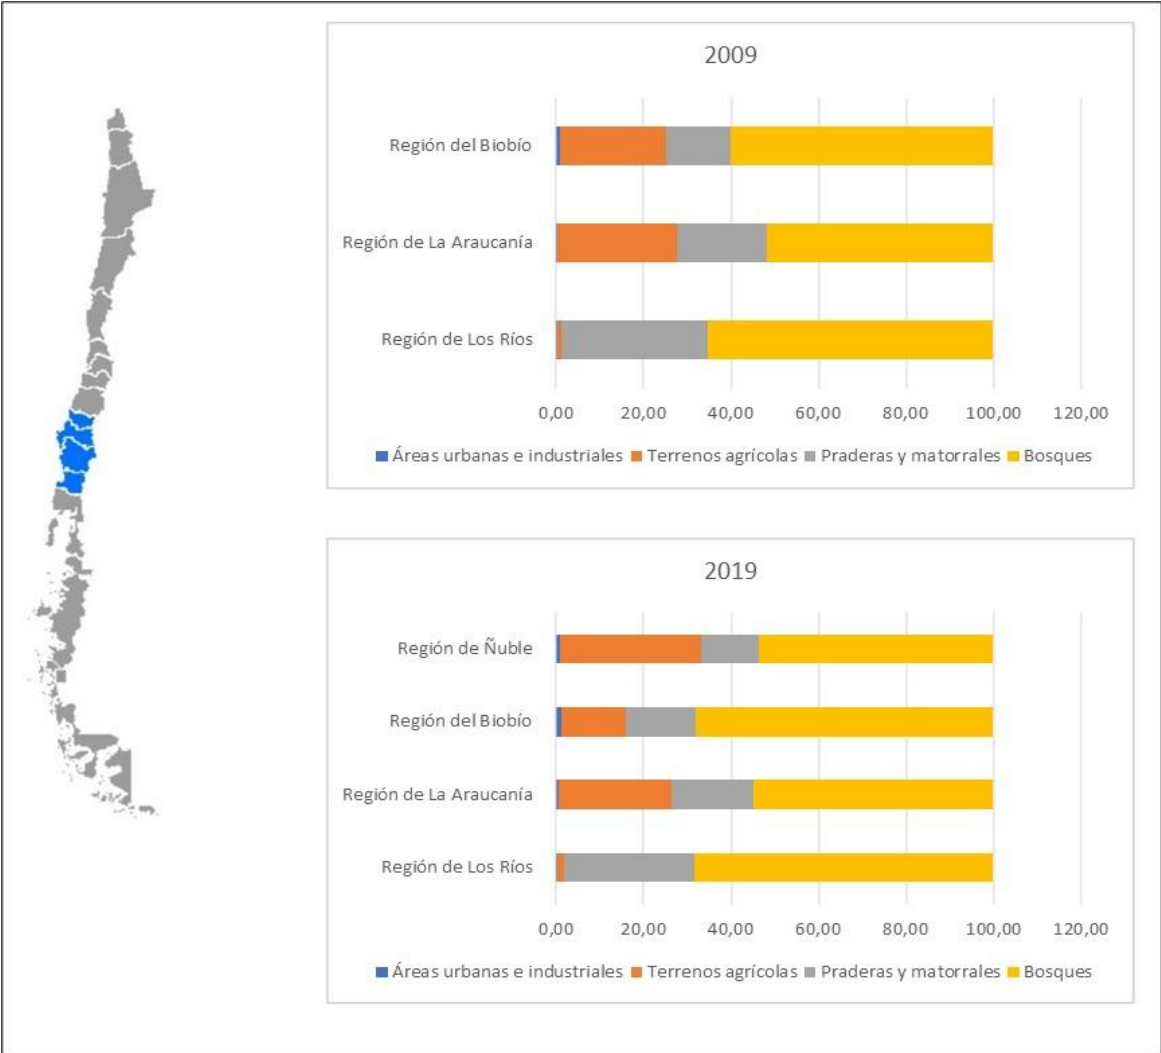 2009
Región del Biobío
Región de La Araucanía
Región de Los Ríos
0,00 20,00 40,00 60,00 80,00 100,00 120,00
Áreas urbanas e industriales Terrenos agrícolas Praderas y matorrales Bosques
2019
Región de Ñuble
Región del Biobío
Región de La Araucanía
Región de Los Ríos
0,00 20,00 40,00 60,00 80,00 100,00 120,00
Áreas urbanas e industriales Terrenos agrícolas Praderas y matorrales Bosques